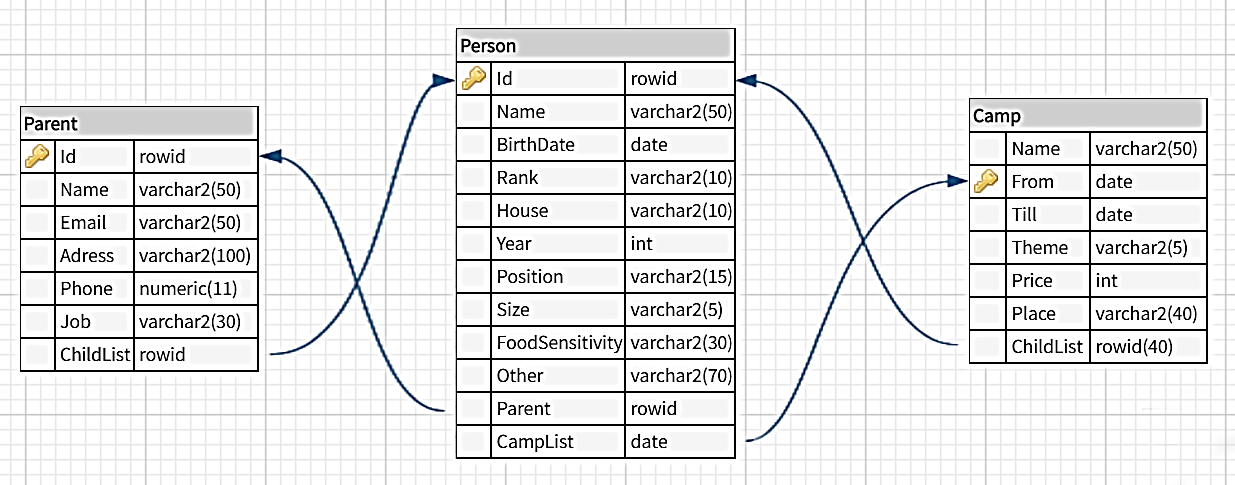 Parent
Id rowid
Name varchar2(50)
Email varchar2(50)
Adress varchar2(100)
Phone numeric(11)
Job varchar2(30)
ChildList rowid
Person
Id rowid
Name varchar2(50)
BirthDate date
Rank varchar2(10)
House varchar2(10)
Year int
Position varchar2(15)
Size varchar2(5)
FoodSensitivity varchar2(30)
Other varchar2(70)
Parent rowid
CampList date
Camp
Name varchar2(50)
From date
Till date
Theme varchar2(5)
Price int
Place varchar2(40)
ChildList rowid(40)